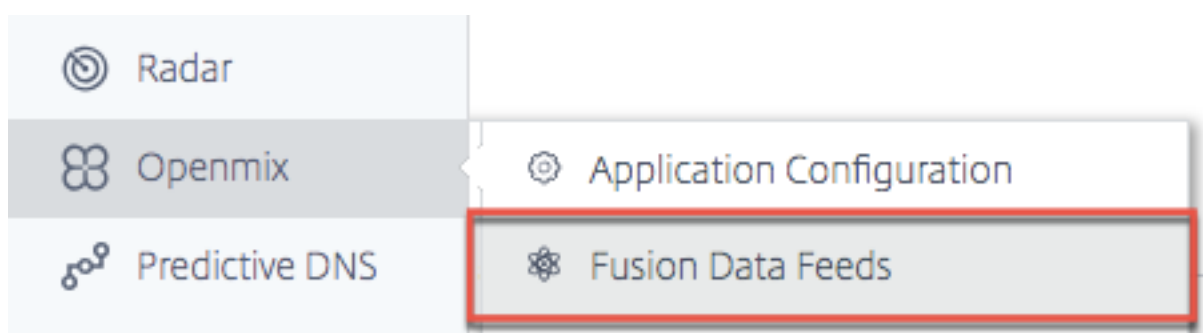 Radar
Openmix
Application Configuration
Predictive DNS
Fusion Data Feeds